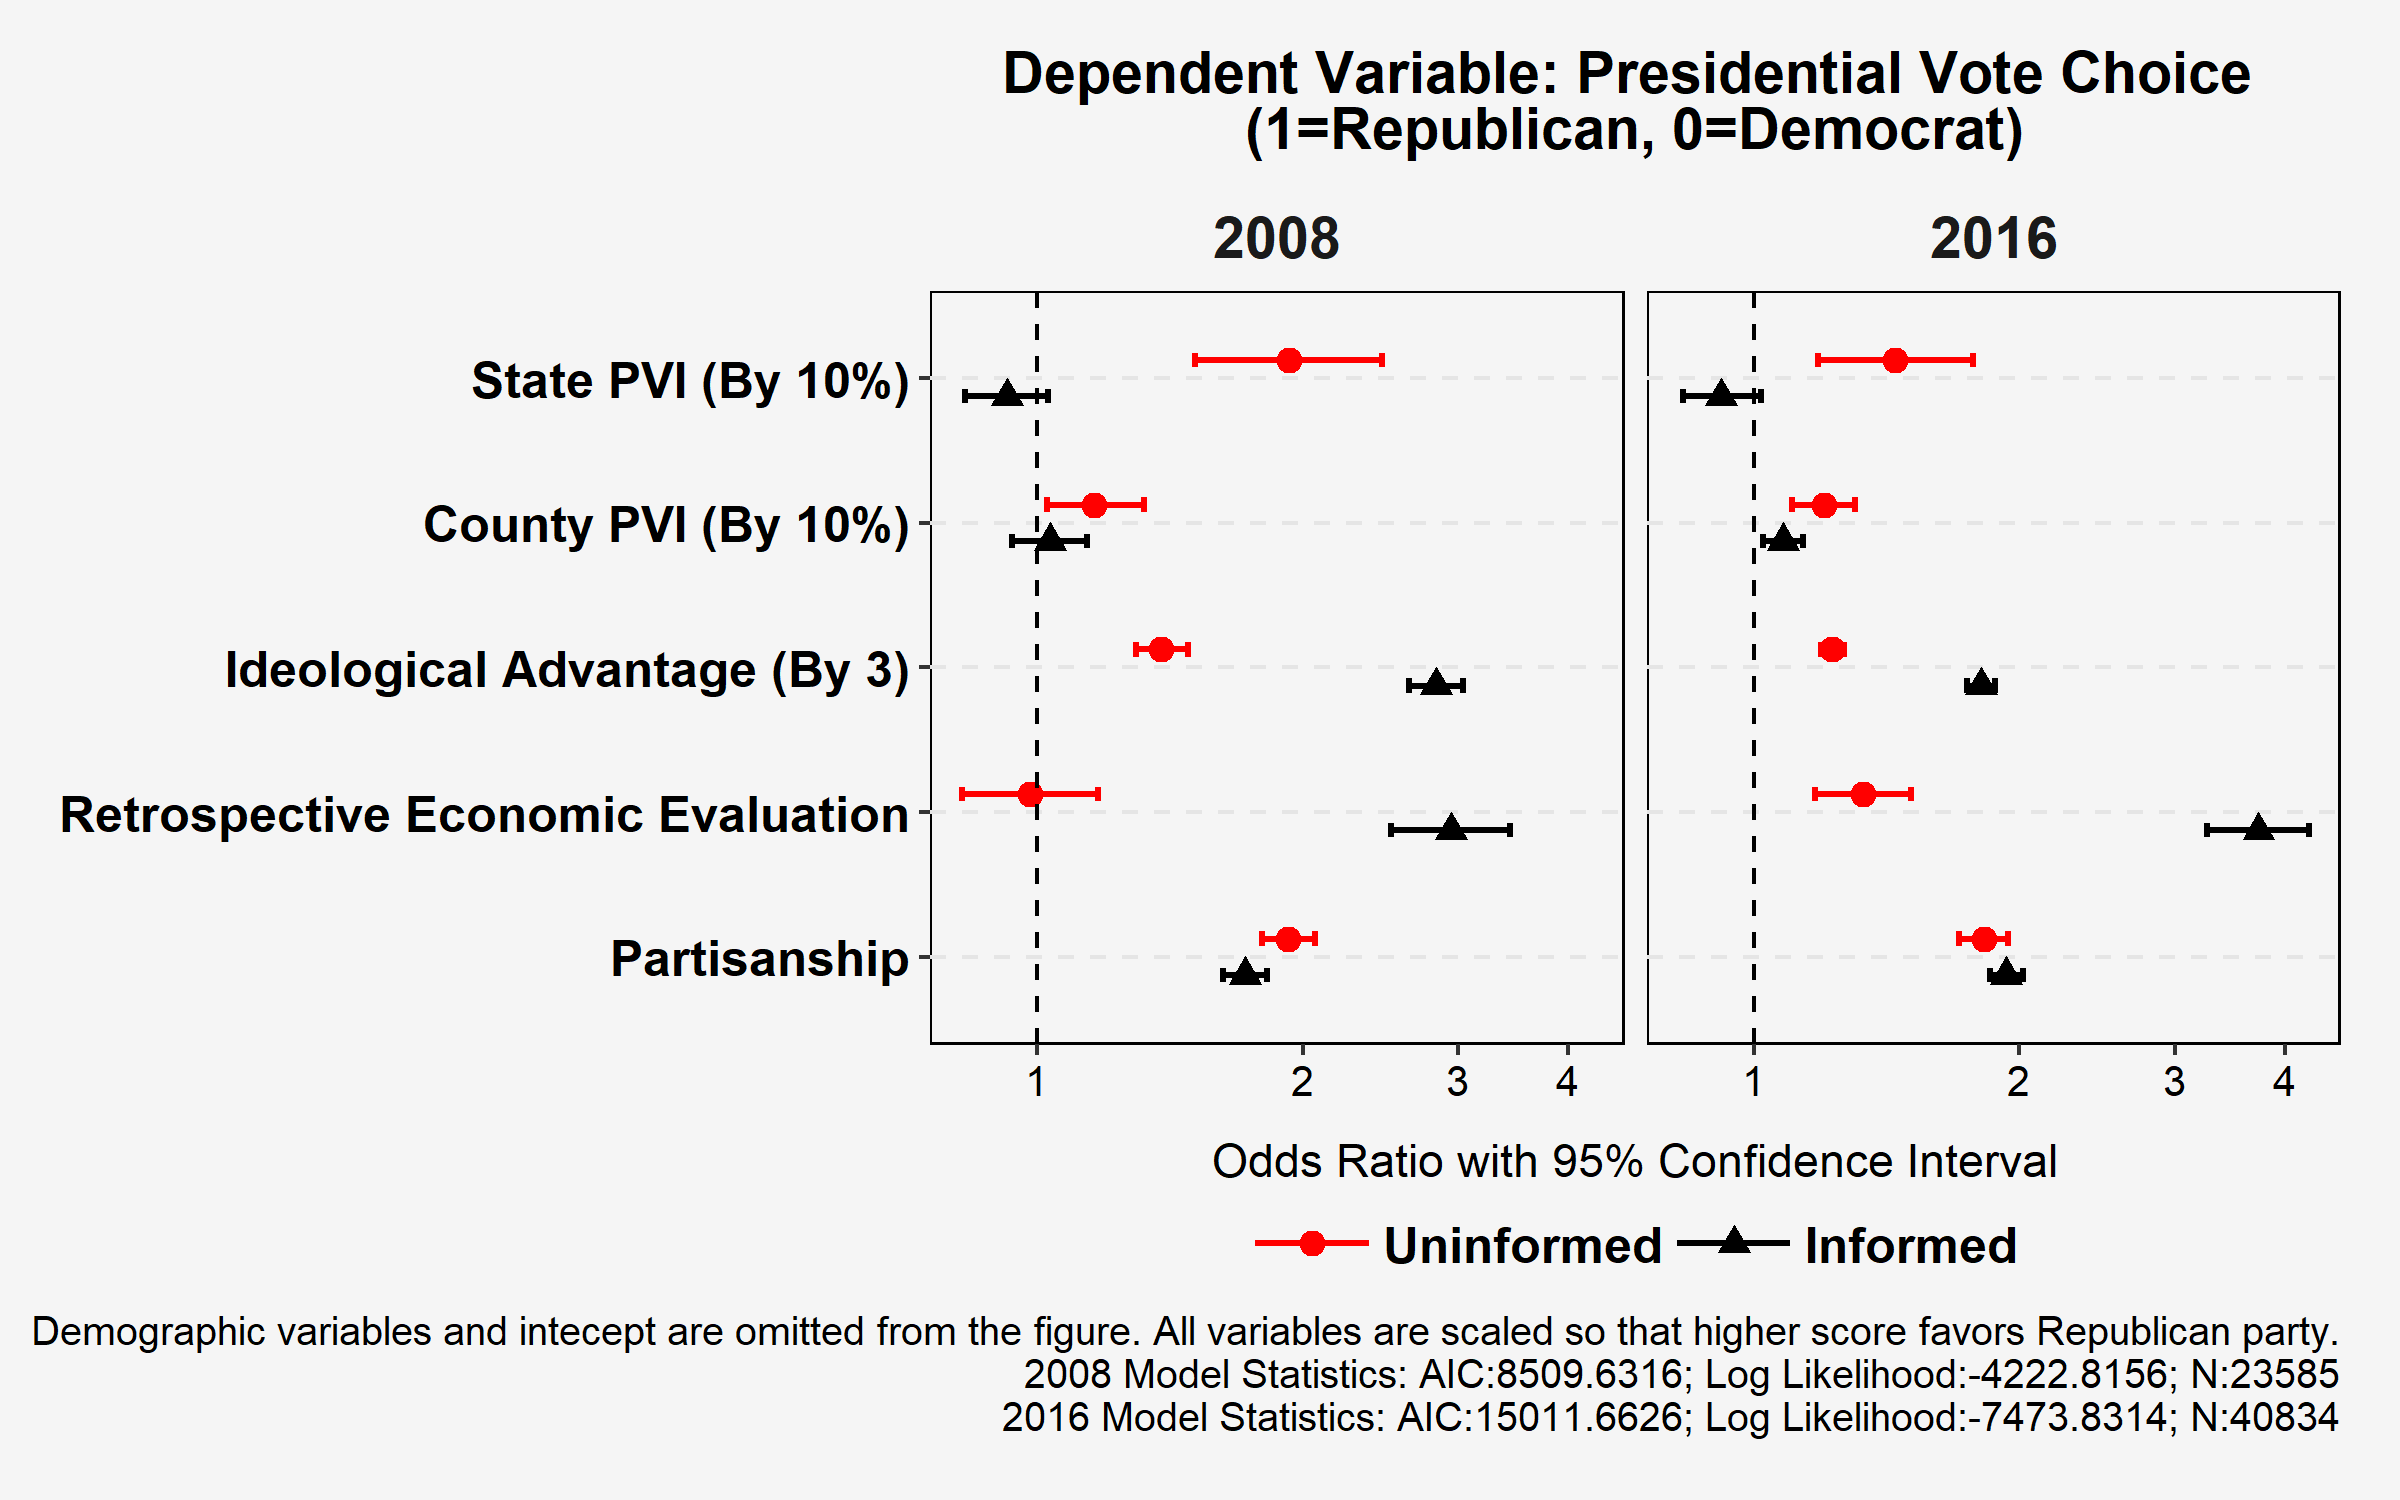 Dependent Variable: Presidential Vote Choice
(1=Republican, 0=Democrat)
2008
2016
State PVI (By 10%)
County PVI (By 10%)
Ideological Advantage (By 3)
Retrospective Economic Evaluation
Partisanship
1 2 3 4
1 2 3 4
Odds Ratio with 95% Confidence Interval
Uninformed Informed
Demographic variables and intecept are omitted from the figure. All variables are scaled so that higher score favors Republican party.
2008 Model Statistics: AIC:8509.6316; Log Likelihood:-4222.8156; N:23585
2016 Model Statistics: AIC:15011.6626; Log Likelihood:-7473.8314; N:40834